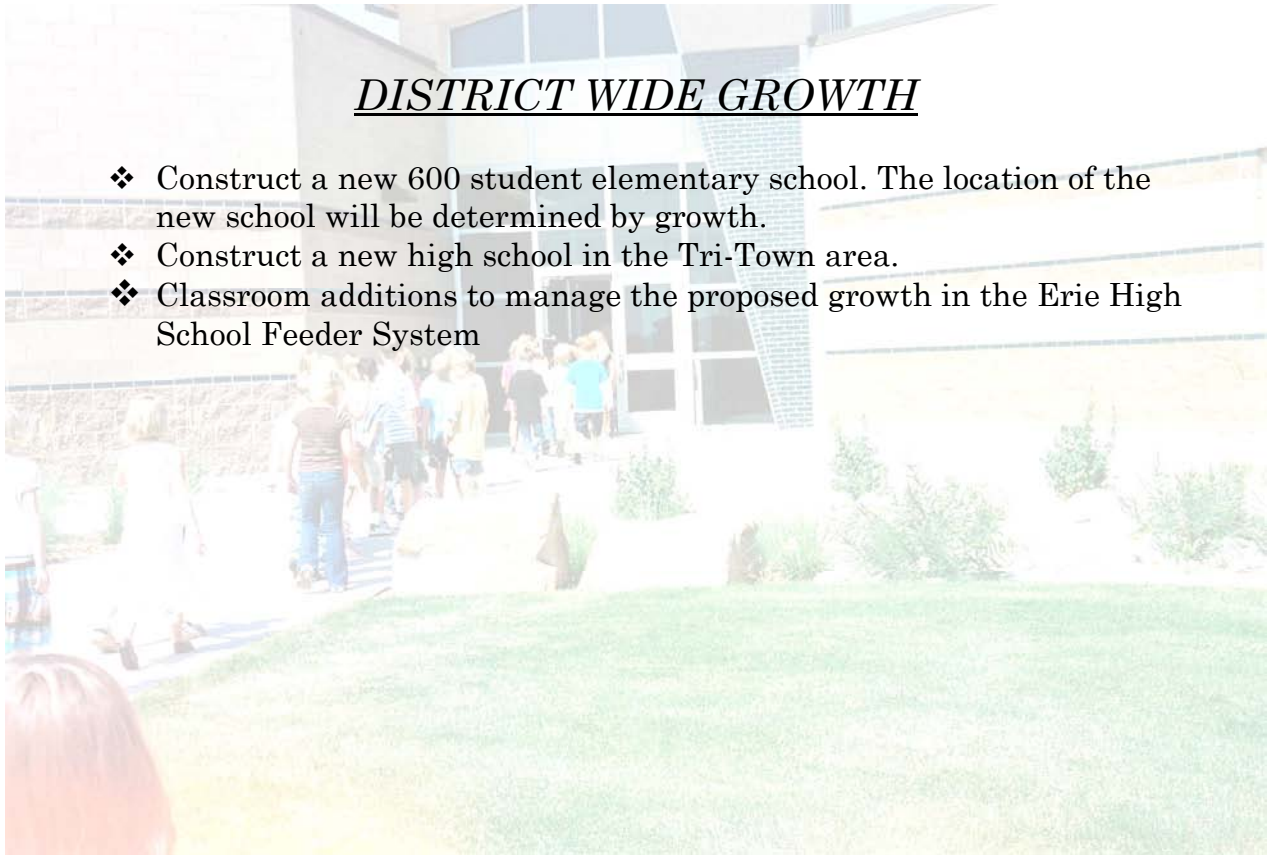 DISTRICT WIDE GROWTH
❖ Construct a new 600 student elementary school. The location of the
new school will be determined by growth.
❖ Construct a new high school in the Tri-Town area.
❖ Classroom additions to manage the proposed growth in the Erie High
School Feeder System